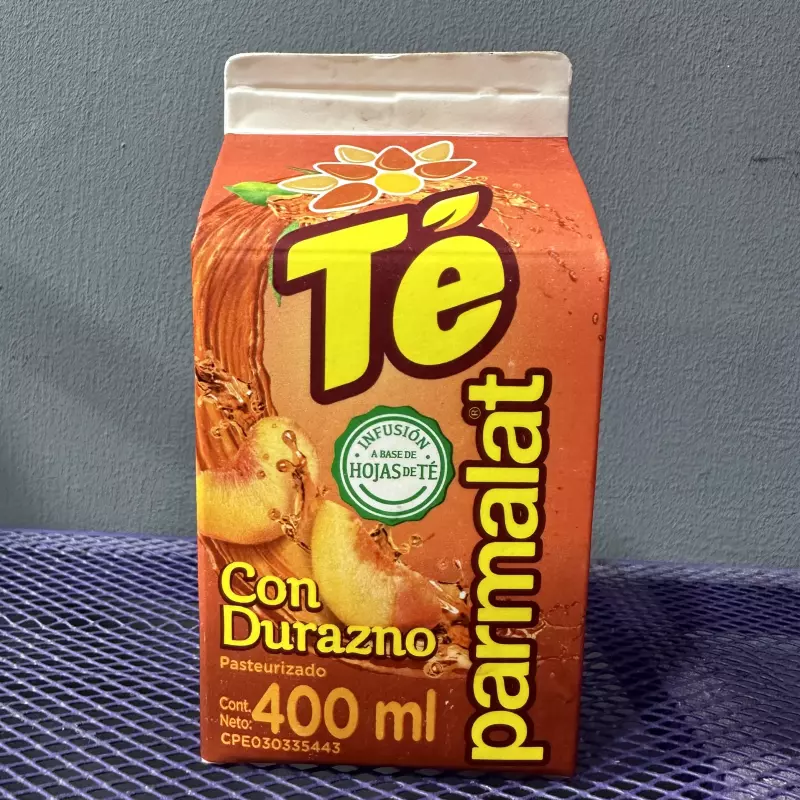 Té
parmalat®
· INFUSIÓN ·
A BASE DE
HOJAS DE TÉ
Con
Durazno
Pasteurizado
Cont.
Neto: 400 ml
CPE030335443